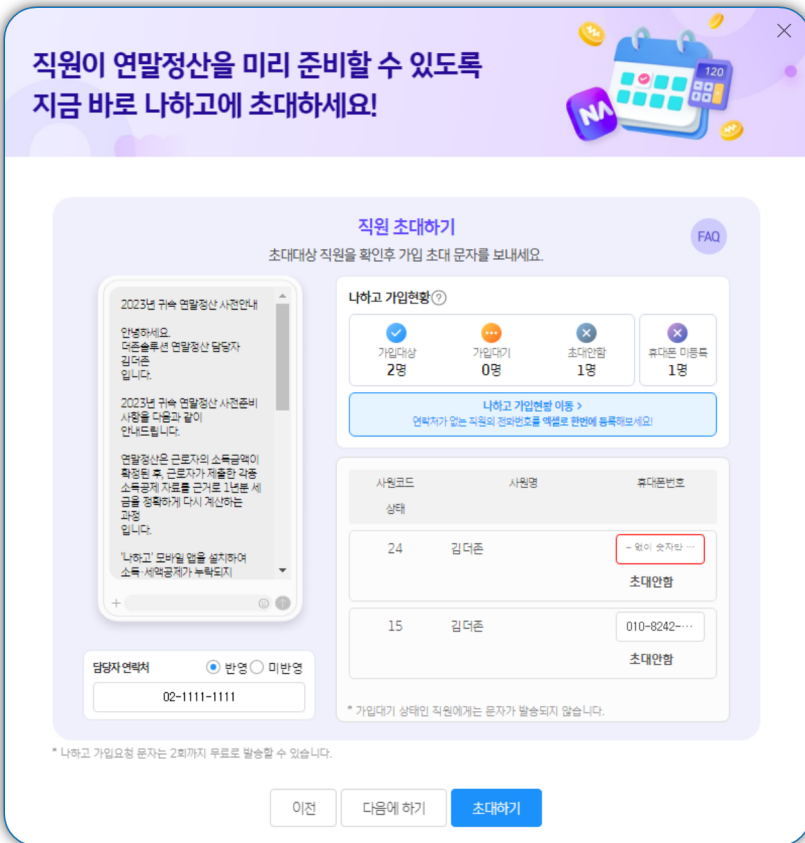 직원이 연말정산을 미리 준비할 수 있도록
지금 바로 나하고에 초대하세요!
120
NA
직원 초대하기
초대대상 직원을 확인후 가입 초대 문자를 보내세요.
FAQ
2023년 귀속 연말정산 사전안내
안녕하세요.
더존솔루션 연말정산 담당자
김더존
입니다.
2023년 귀속 연말정산 사전준비
사항을 다음과 같이
안내드립니다.
연말정산은 근로자의 소득금액이
확정된 후, 근로자가 제출한 각종
소득공제 자료를 근거로 1년분 세
금을 정확하게 다시 계산하는
과정
입니다.
'나하고' 모바일 앱을 설치하여
소득·세액공제가 누락되지
담당자 연락처 반영 미반영
02-1111-1111
나하고 가입현황 ?
가입대상 가입대기 초대안함 휴대폰 미등록
2명 0명 1명 1명
나하고 가입현황 이동 >
연락처가 없는 직원의 전화번호를 엑셀로 한번에 등록해보세요!
사원코드 사원명 휴대폰번호
상태
24 김더존 - 없이 숫자만 ...
초대안함
15 김더존 010-8242-...
초대안함
* 가입대기 상태인 직원에게는 문자가 발송되지 않습니다.
* 나하고 가입요청 문자는 2회까지 무료로 발송할 수 있습니다.
이전 다음에 하기 초대하기